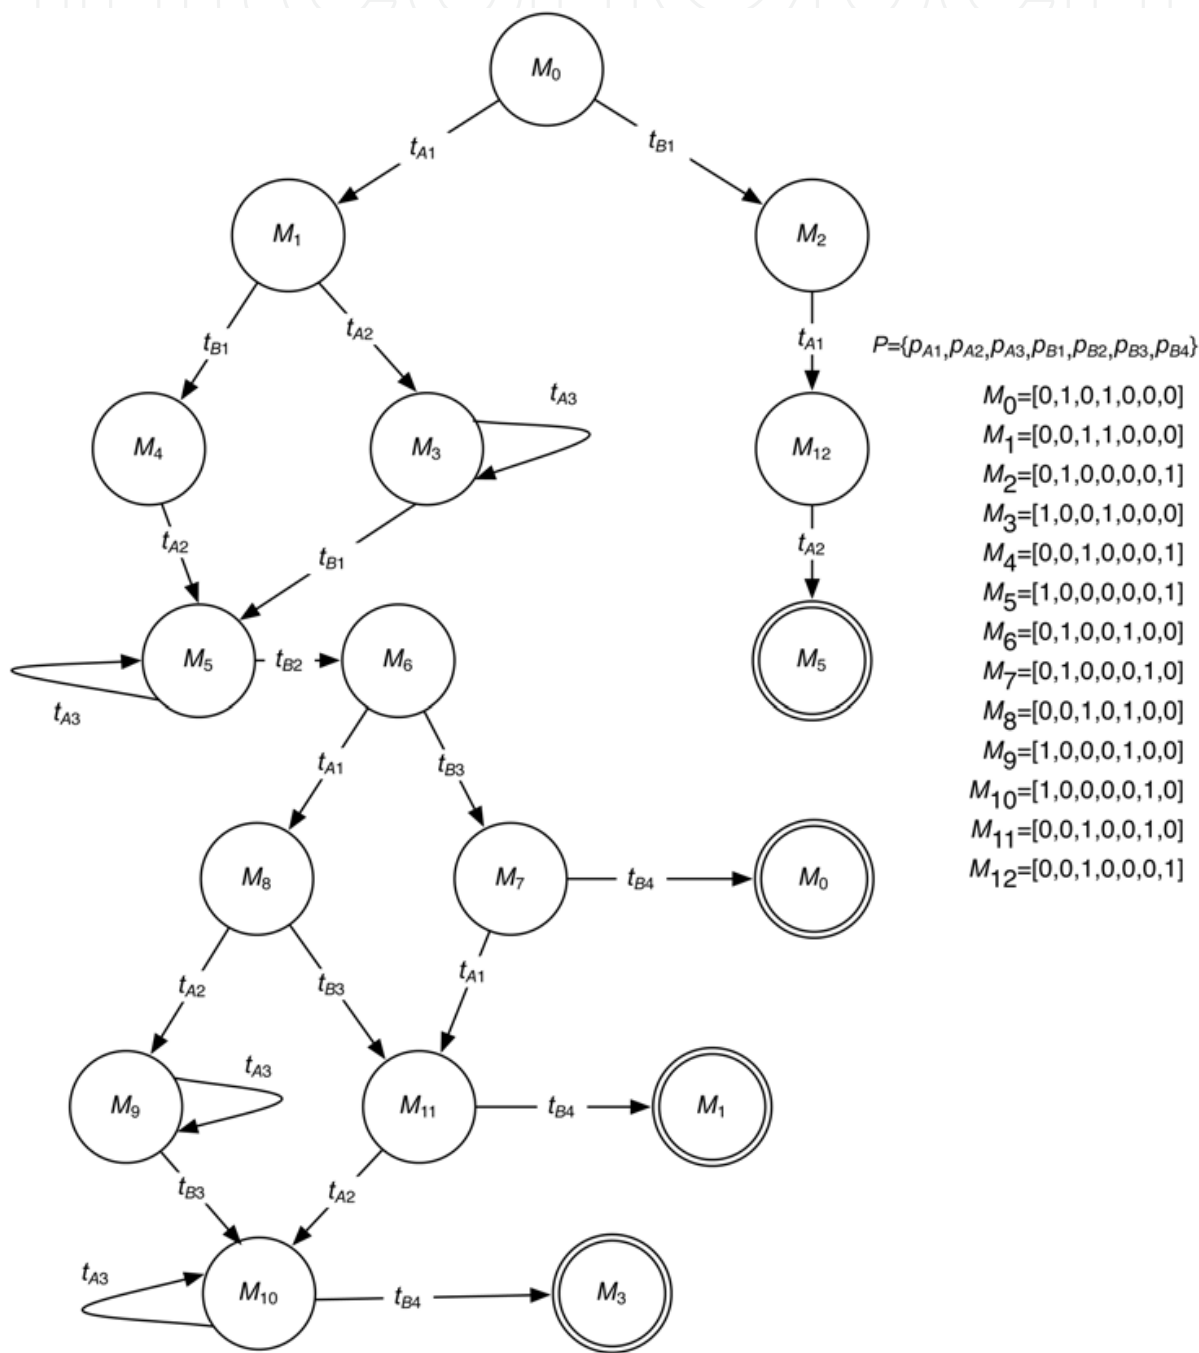 M0
tA1
tB1
M1
M2
tB1
tA2
tA1
P={pA1,pA2,pA3,pB1,pB2,pB3,pB4}
M0=[0,1,0,1,0,0,0]
M1=[0,0,1,1,0,0,0]
M2=[0,1,0,0,0,0,1]
M3=[1,0,0,1,0,0,0]
M4=[0,0,1,0,0,0,1]
M5=[1,0,0,0,0,0,1]
M6=[0,1,0,0,1,0,0]
M7=[0,1,0,0,0,1,0]
M8=[0,0,1,0,1,0,0]
M9=[1,0,0,0,1,0,0]
M10=[1,0,0,0,0,1,0]
M11=[0,0,1,0,0,1,0]
M12=[0,0,1,0,0,0,1]
tA3
M4
M3
M12
tA2
tB1
tA2
M5
tB2
M6
M5
tA3
tA1
tB3
M8
M7
tB4
M0
tA2
tB3
tA1
tA3
M9
M11
tB4
M1
tB3
tA2
tA3
M10
tB4
M3